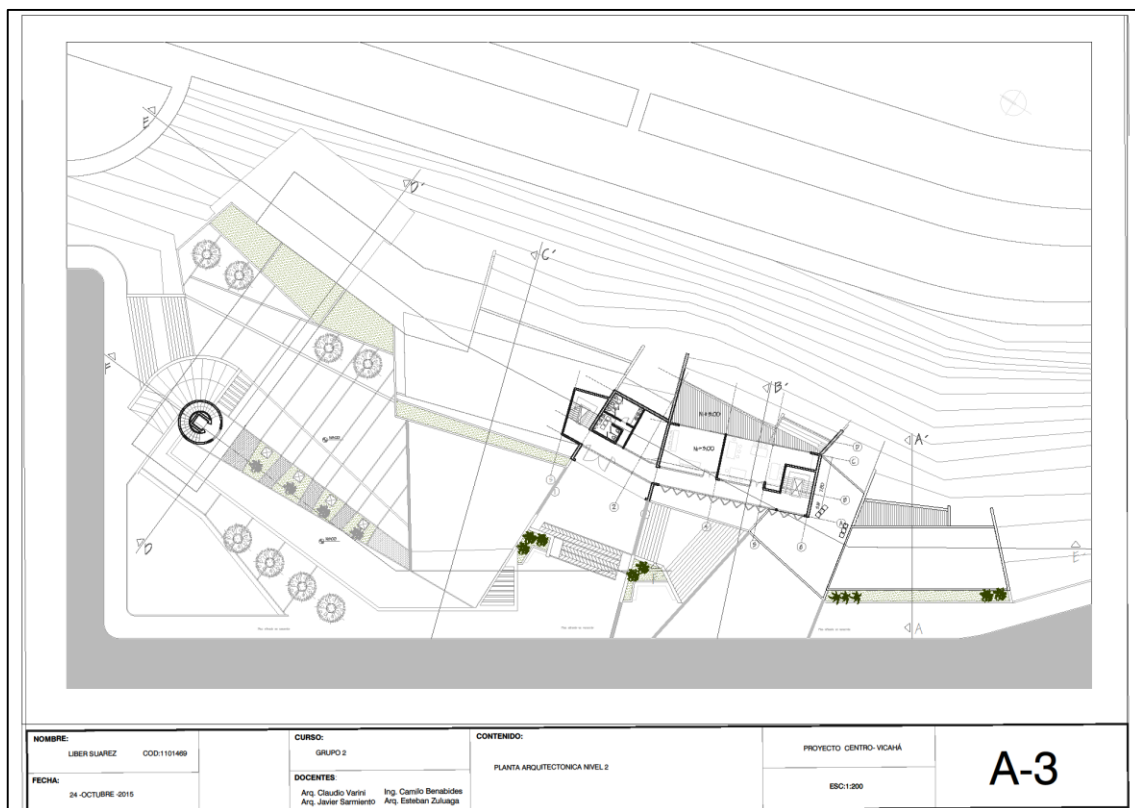 D'
C'
B'
A'
D
C
B
E'
A
D
NOMBRE:
LIBER SUAREZ COD:1101469
FECHA:
24 -OCTUBRE -2015
CURSO:
GRUPO 2
DOCENTES:
Arq. Claudio Varini Ing. Camilo Benabides
Arq. Javier Sarmiento Arq. Esteban Zuluaga
CONTENIDO:
PLANTA ARQUITECTONICA NIVEL 2
PROYECTO CENTRO- VICAHÁ
ESC:1:200
A-3